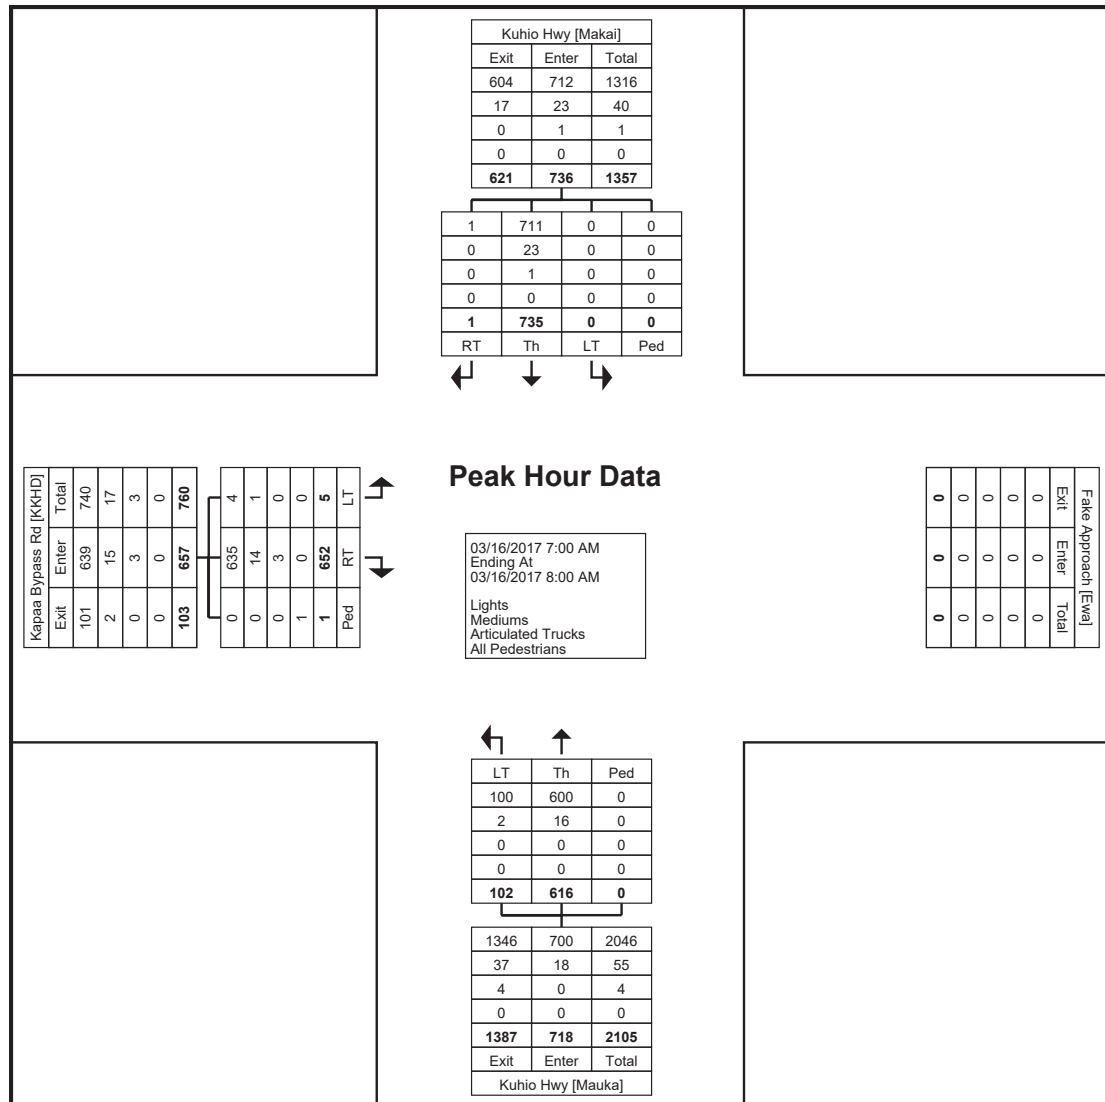 Kuhio Hwy [Makai]
Exit Enter Total
604 712 1316
17 23 40
0 1 1
0 0 0
621 736 1357
1 711 0 0
0 23 0 0
0 1 0 0
0 0 0 0
1 735 0 0
RT Th LT Ped
Kapaa Bypass Rd [KKHD]
Exit Enter Total
101 639 740
2 15 17
0 3 3
0 0 0
103 657 760
0 635 4
0 14 1
0 3 0
1 0 0
1 652 5
Ped RT LT
Peak Hour Data
03/16/2017 7:00 AM
Ending At
03/16/2017 8:00 AM
Lights
Mediums
Articulated Trucks
All Pedestrians
Fake Approach [Ewa]
Exit Enter Total
0 0 0
0 0 0
0 0 0
0 0 0
0 0 0
LT Th Ped
100 600 0
2 16 0
0 0 0
0 0 0
102 616 0
1346 700 2046
37 18 55
4 0 4
0 0 0
1387 718 2105
Exit Enter Total
Kuhio Hwy [Mauka]